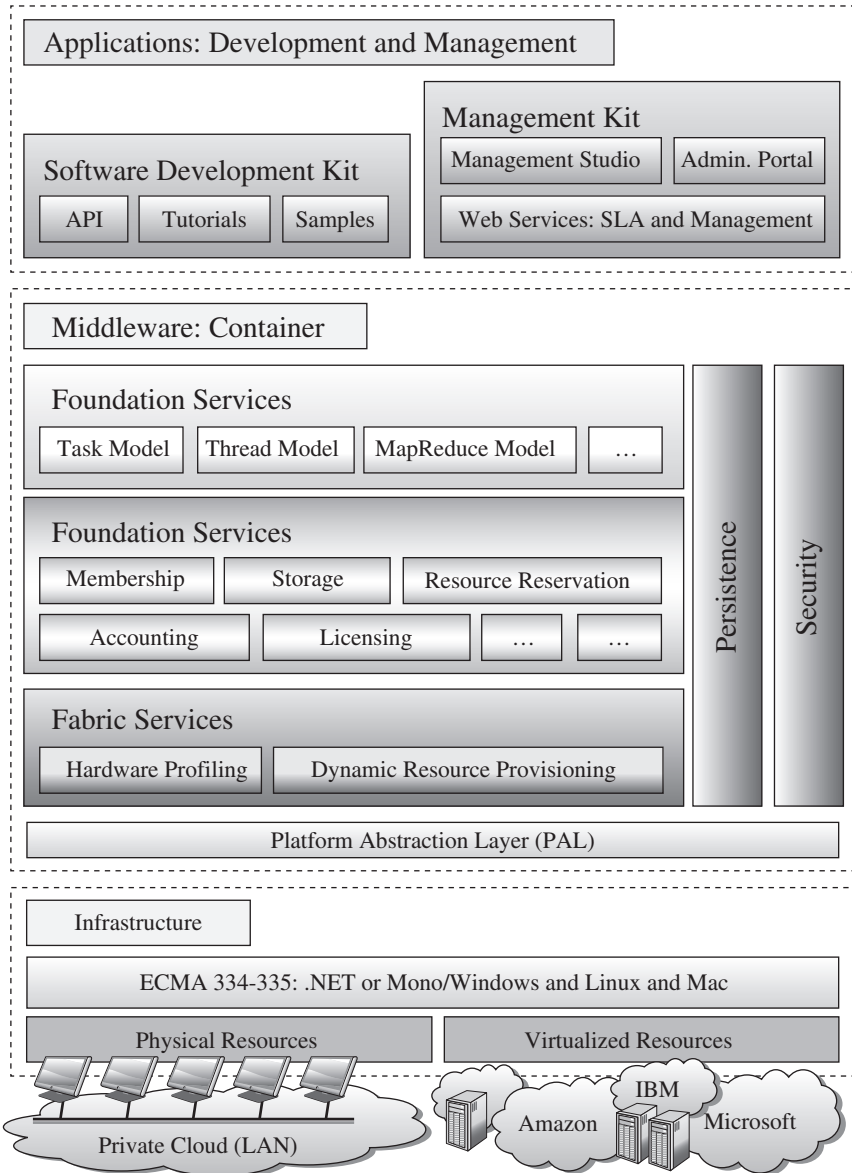 Applications: Development and Management
Management Kit
Management Studio
Admin. Portal
Web Services: SLA and Management
Software Development Kit
API
Tutorials
Samples
Middleware: Container
Foundation Services
Task Model
Thread Model
MapReduce Model
…
Foundation Services
Membership
Storage
Resource Reservation
Accounting
Licensing
…
…
Fabric Services
Hardware Profiling
Dynamic Resource Provisioning
Persistence
Security
Platform Abstraction Layer (PAL)
Infrastructure
ECMA 334-335: .NET or Mono/Windows and Linux and Mac
Physical Resources
Virtualized Resources
Private Cloud (LAN)
Amazon
IBM
Microsoft